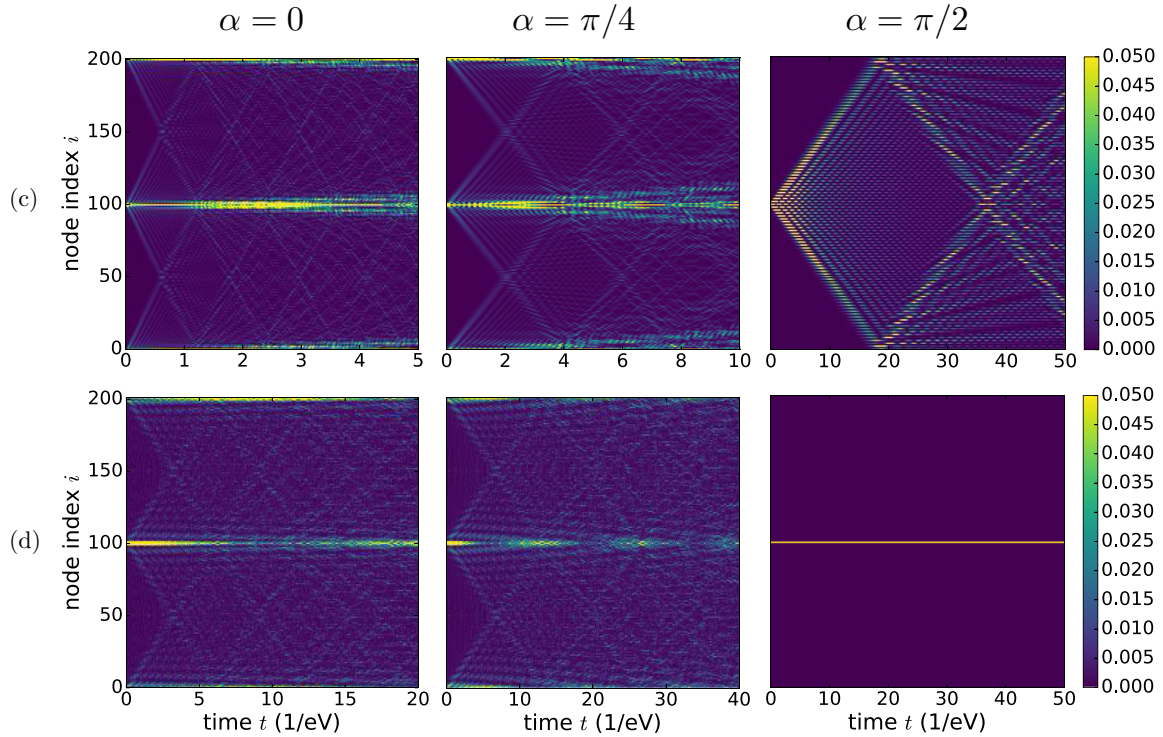 α = 0
α = π/4
α = π/2
(c)
node index i
200
150
100
50
0
0 1 2 3 4 5
0 2 4 6 8 10
0 10 20 30 40 50
0.050
0.045
0.040
0.035
0.030
0.025
0.020
0.015
0.010
0.005
0.000
(d)
node index i
200
150
100
50
0
0 5 10 15 20
0 10 20 30 40
0 10 20 30 40 50
time t (1/eV)
time t (1/eV)
time t (1/eV)
0.050
0.045
0.040
0.035
0.030
0.025
0.020
0.015
0.010
0.005
0.000